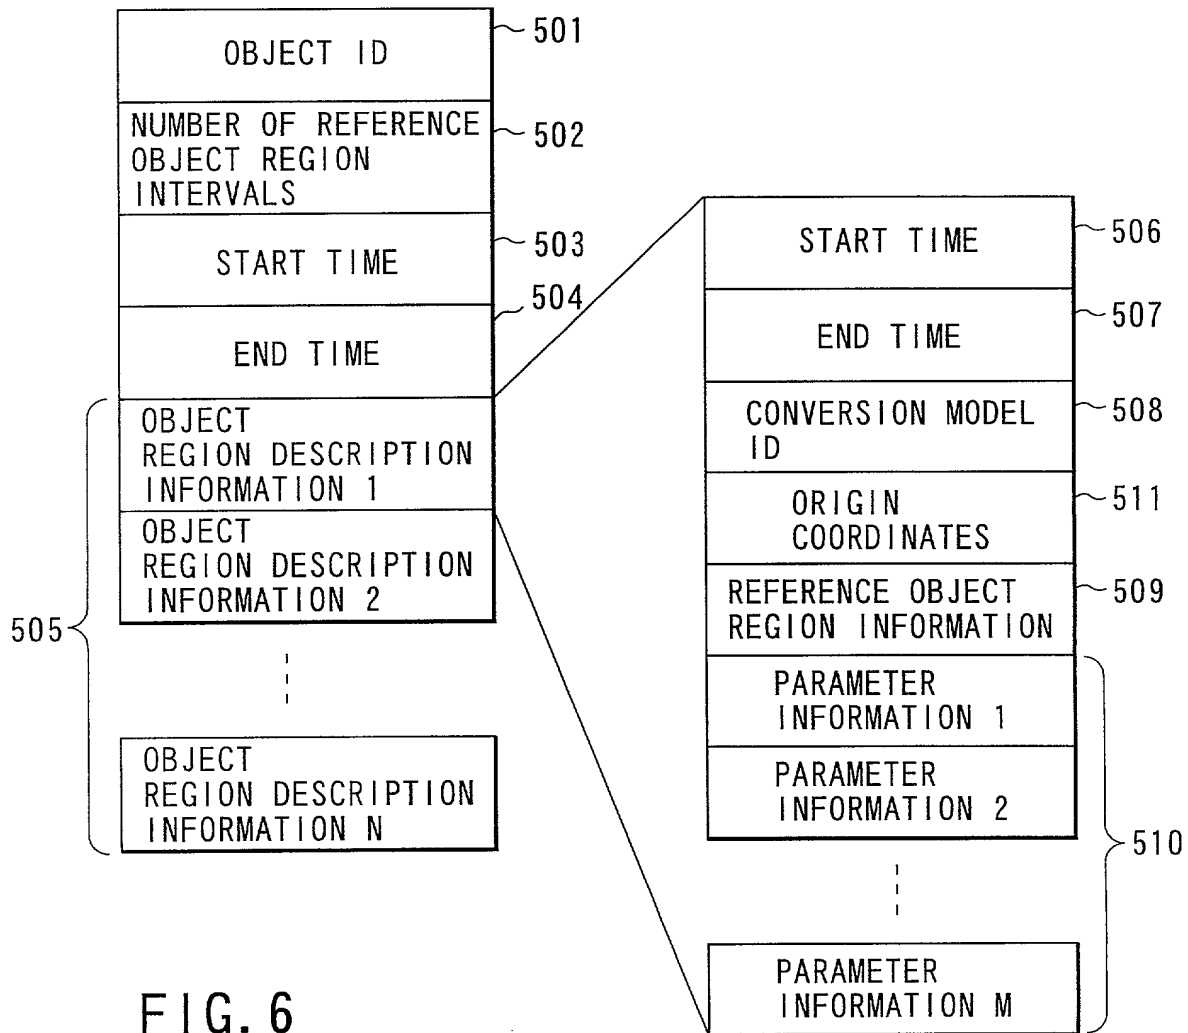 OBJECT ID
501
NUMBER OF REFERENCE
OBJECT REGION
INTERVALS
502
START TIME
503
END TIME
504
OBJECT
REGION DESCRIPTION
INFORMATION 1
OBJECT
REGION DESCRIPTION
INFORMATION 2
505
OBJECT
REGION DESCRIPTION
INFORMATION N
START TIME
506
END TIME
507
CONVERSION MODEL
ID
508
ORIGIN
COORDINATES
511
REFERENCE OBJECT
REGION INFORMATION
509
PARAMETER
INFORMATION 1
PARAMETER
INFORMATION 2
510
PARAMETER
INFORMATION M
FIG. 6